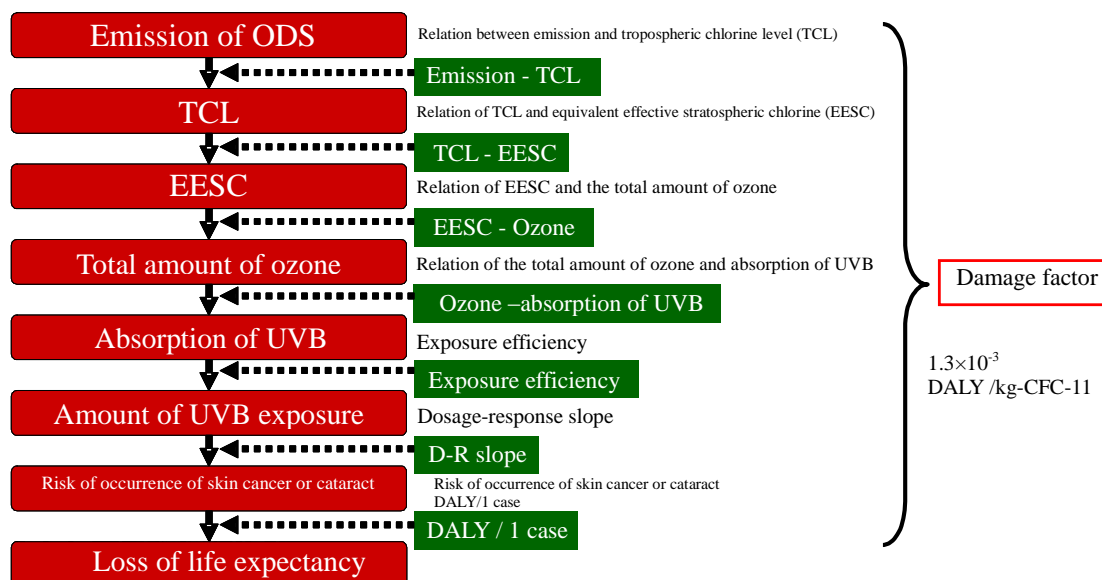 Emission of ODS
Relation between emission and tropospheric chlorine level (TCL)
Emission - TCL
TCL
Relation of TCL and equivalent effective stratospheric chlorine (EESC)
TCL - EESC
EESC
Relation of EESC and the total amount of ozone
EESC - Ozone
Total amount of ozone
Relation of the total amount of ozone and absorption of UVB
Ozone –absorption of UVB
Absorption of UVB
Exposure efficiency
Exposure efficiency
Amount of UVB exposure
Dosage-response slope
D-R slope
Risk of occurrence of skin cancer or cataract
Risk of occurrence of skin cancer or cataract
DALY/1 case
DALY / 1 case
Loss of life expectancy
Damage factor
1.3×10⁻³
DALY /kg-CFC-11